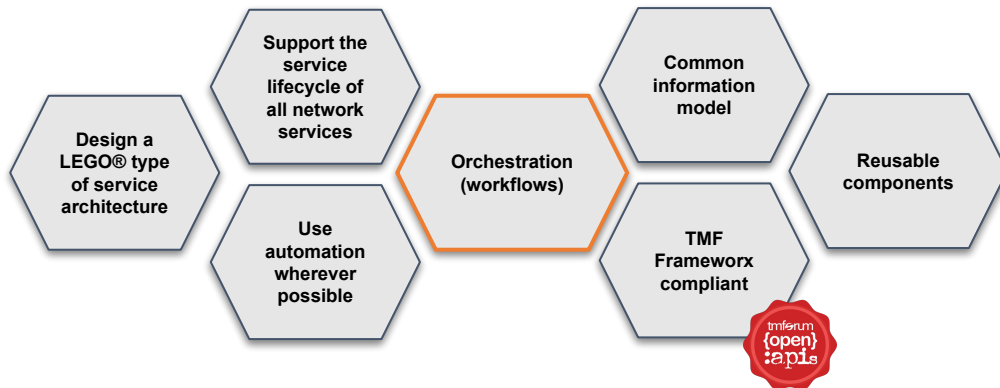 Design a
LEGO® type
of service
architecture
Support the
service
lifecycle of
all network
services
Use
automation
wherever
possible
Orchestration
(workflows)
Common
information
model
TMF
Frameworx
compliant
tmforum
{open}
:apis
Reusable
components